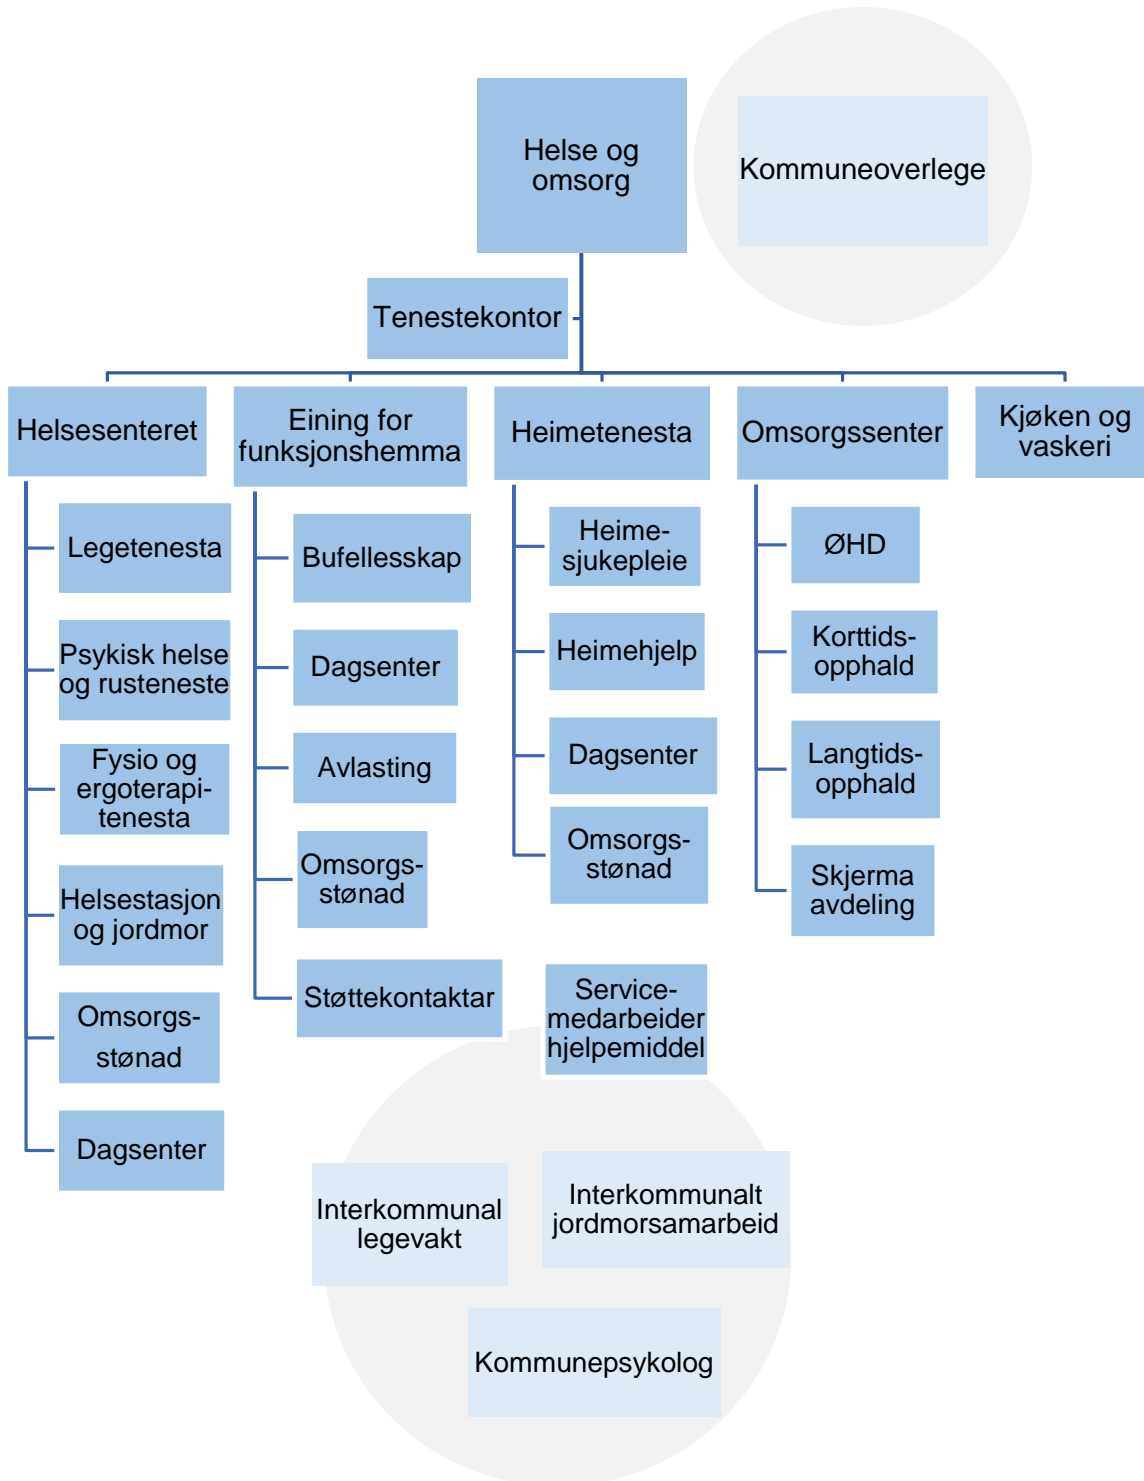 Helse og
omsorg
Kommuneoverlege
Tenestekontor
Helsesenteret
Eining for
funksjonshemma
Heimetenesta
Omsorgssenter
Kjøken og
vaskeri
Legetenesta
Psykisk helse
og rusteneste
Fysio og
ergoterapi-
tenesta
Helsestasjon
og jordmor
Omsorgs-
stønad
Dagsenter
Bufellesskap
Dagsenter
Avlasting
Omsorgs-
stønad
Støttekontaktar
Heime-
sjukepleie
Heimehjelp
Dagsenter
Omsorgs-
stønad
Service-
medarbeider
hjelpemiddel
ØHD
Korttids-
opphald
Langtids-
opphald
Skjerma
avdeling
Interkommunal
legevakt
Interkommunalt
jordmorsamarbeid
Kommunepsykolog